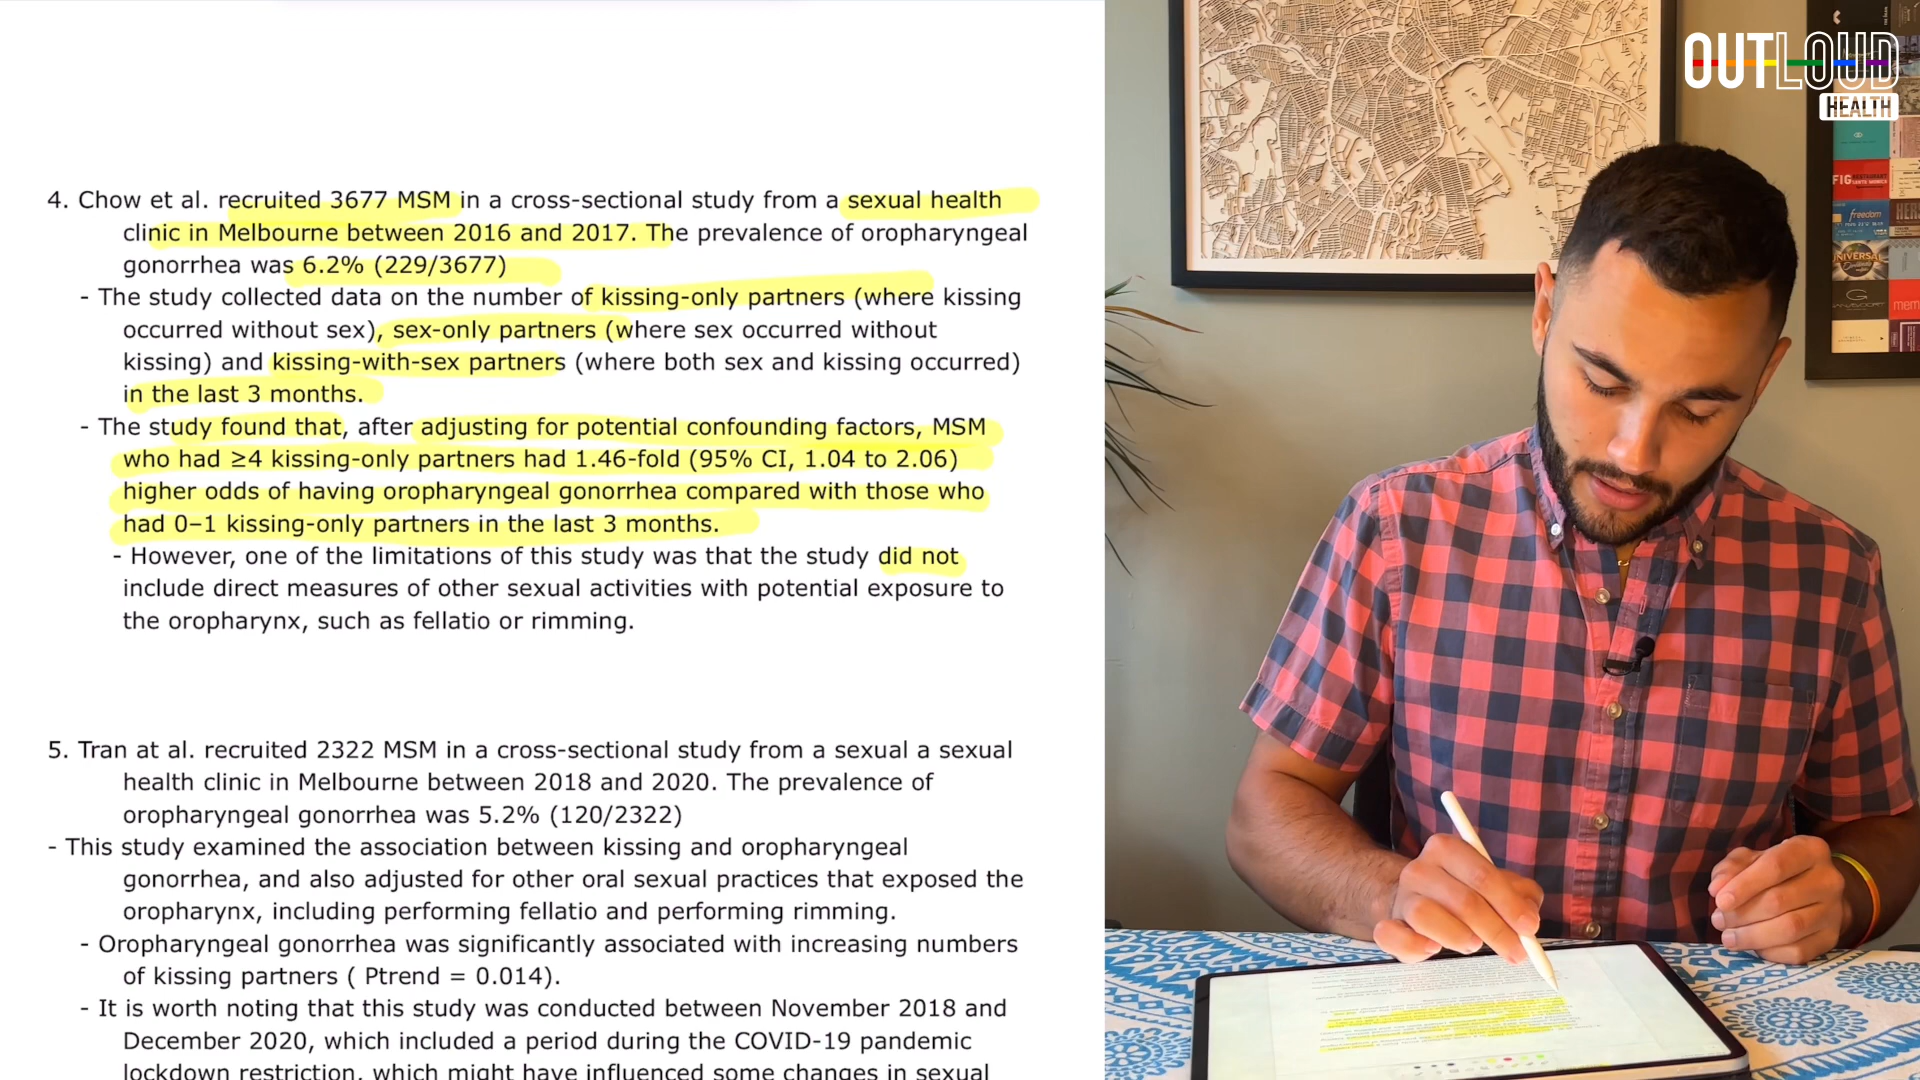 4. Chow et al. recruited 3677 MSM in a cross-sectional study from a sexual health
clinic in Melbourne between 2016 and 2017. The prevalence of oropharyngeal
gonorrhea was 6.2% (229/3677)
- The study collected data on the number of kissing-only partners (where kissing
occurred without sex), sex-only partners (where sex occurred without
kissing) and kissing-with-sex partners (where both sex and kissing occurred)
in the last 3 months.
- The study found that, after adjusting for potential confounding factors, MSM
who had ≥4 kissing-only partners had 1.46-fold (95% CI, 1.04 to 2.06)
higher odds of having oropharyngeal gonorrhea compared with those who
had 0–1 kissing-only partners in the last 3 months.
- However, one of the limitations of this study was that the study did not
include direct measures of other sexual activities with potential exposure to
the oropharynx, such as fellatio or rimming.
5. Tran at al. recruited 2322 MSM in a cross-sectional study from a sexual a sexual
health clinic in Melbourne between 2018 and 2020. The prevalence of
oropharyngeal gonorrhea was 5.2% (120/2322)
- This study examined the association between kissing and oropharyngeal
gonorrhea, and also adjusted for other oral sexual practices that exposed the
oropharynx, including performing fellatio and performing rimming.
- Oropharyngeal gonorrhea was significantly associated with increasing numbers
of kissing partners ( Ptrend = 0.014).
- It is worth noting that this study was conducted between November 2018 and
December 2020, which included a period during the COVID-19 pandemic
lockdown restriction, which might have influenced some changes in sexual
OUTLOUD
HEALTH
FIG
freedom
UNIVERSAL